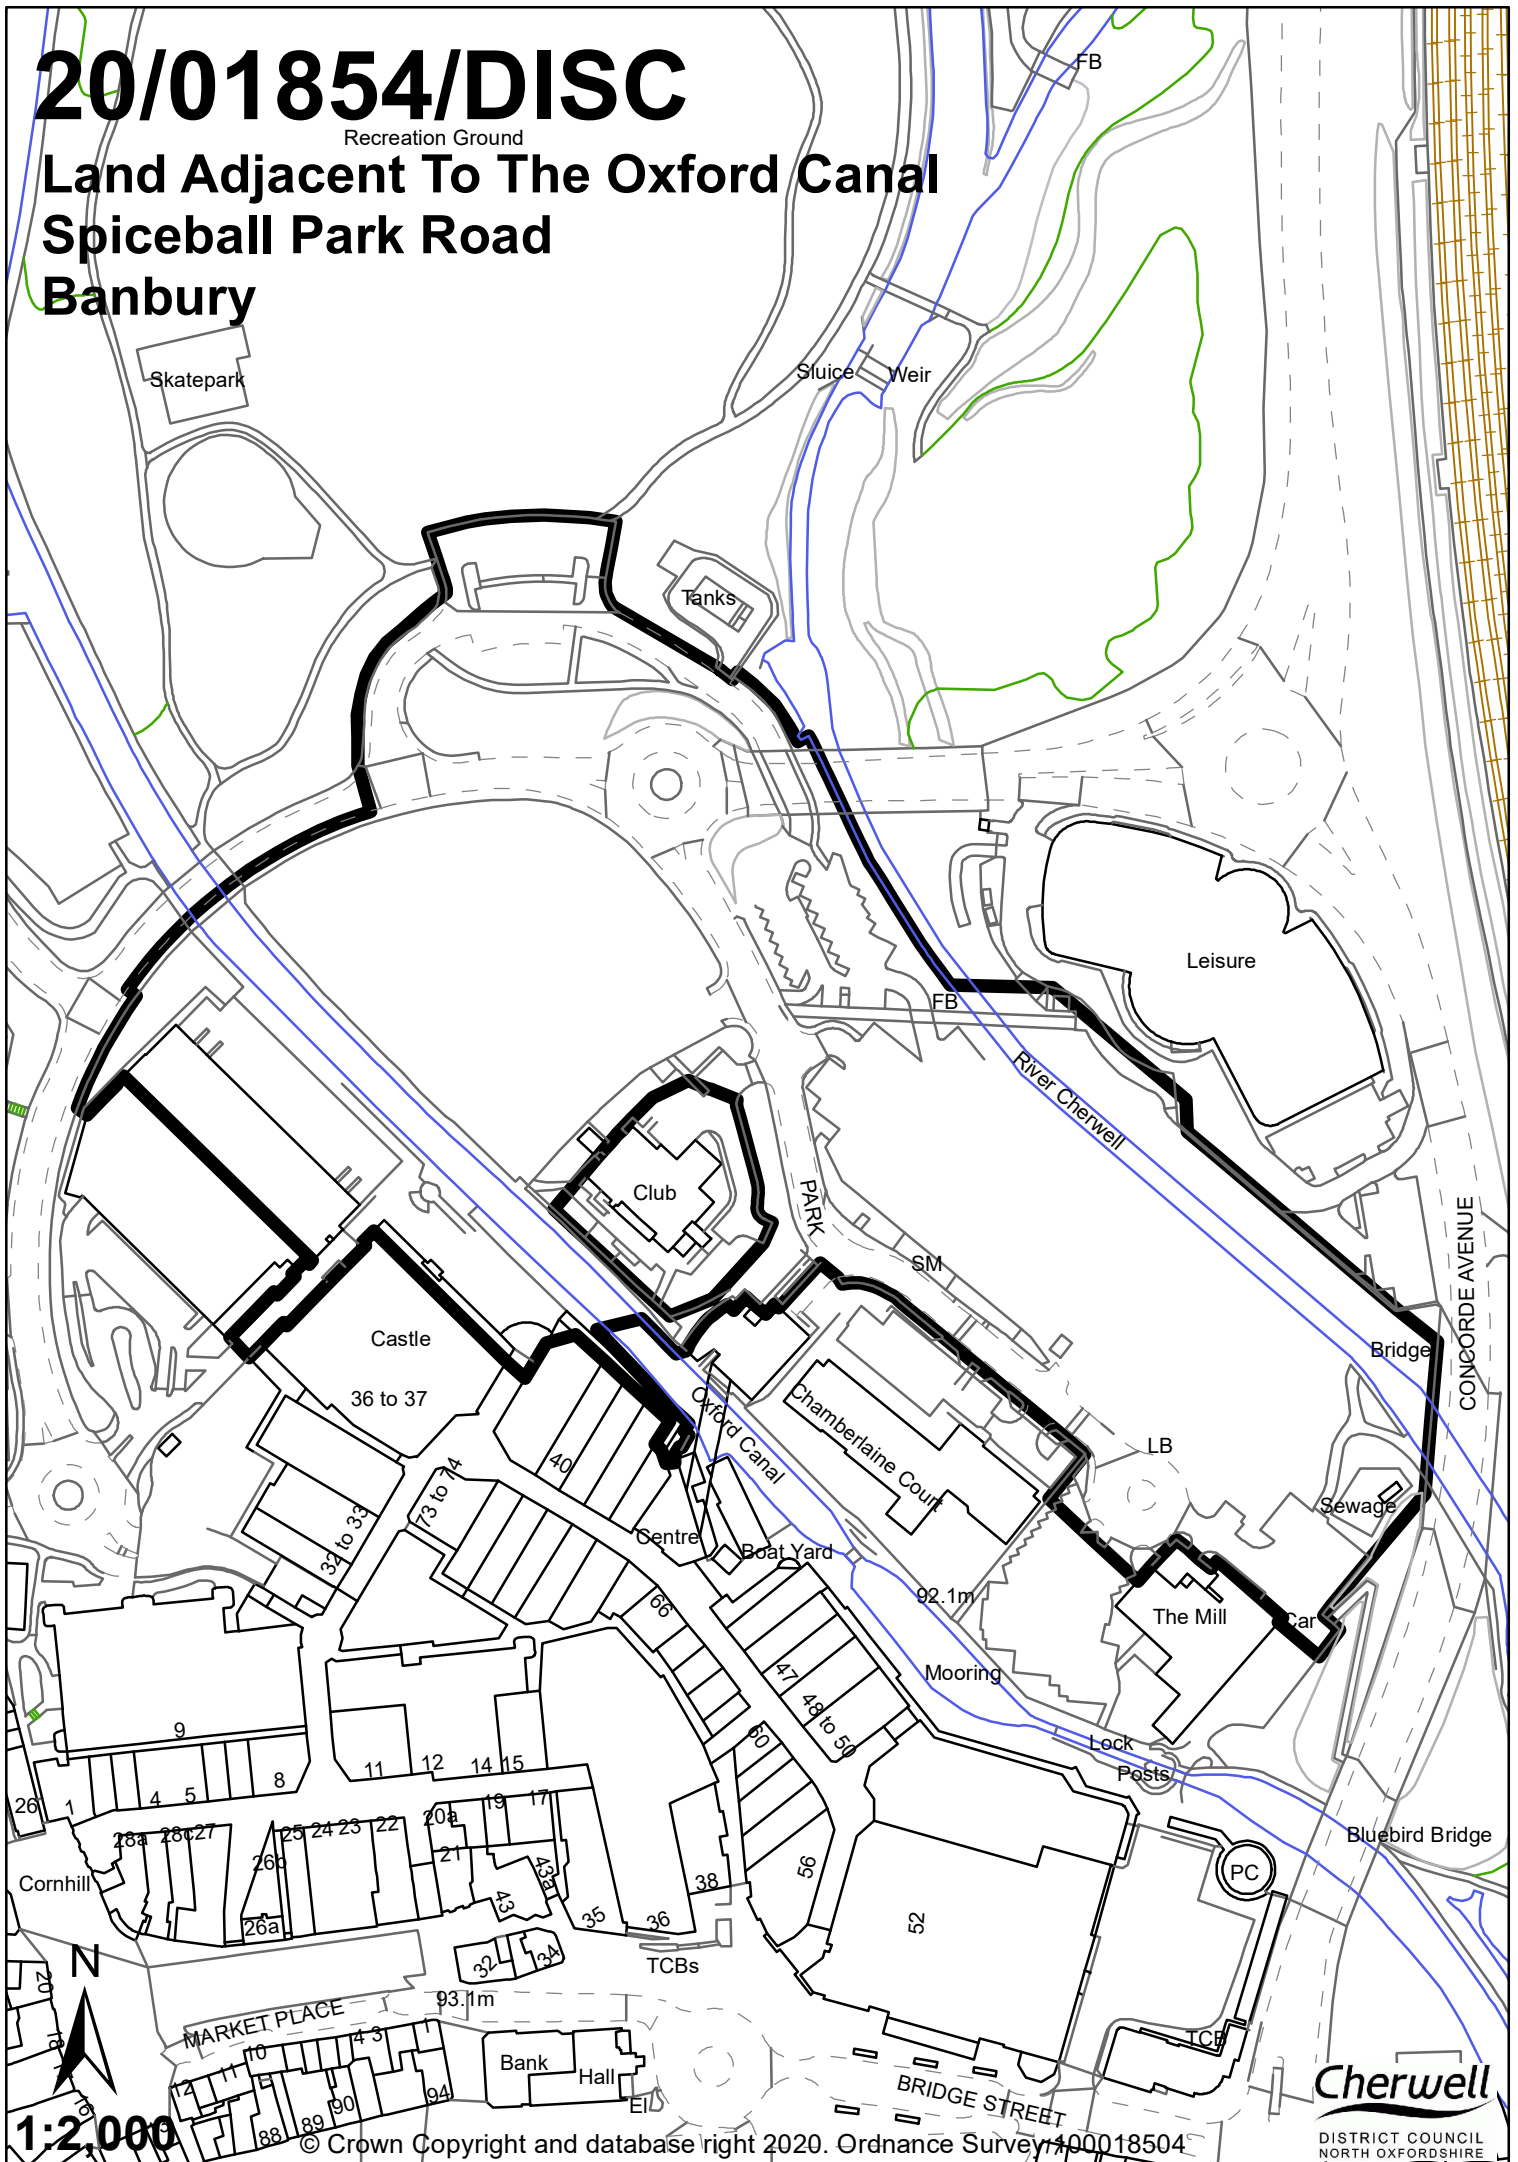 20/01854/DISC
Recreation Ground
Land Adjacent To The Oxford Canal
Spiceball Park Road
Banbury
FB
Skatepark
Sluice
Weir
Tanks
Leisure
FB
River Cherwell
Club
PARK
SM
CONCORDE AVENUE
Castle
36 to 37
Bridge
Oxford Canal
Chamberlaine Court
LB
40
73 to 74
32 to 33
Sewage
Centre
Boat Yard
92.1m
66
The Mill
Car
47
48 to 50
Mooring
60
9
Lock
Posts
11
12
14
15
8
4
5
1
26
28a
28c
27
25
24
23
22
20a
19
17
21
26b
26a
43
43a
35
36
38
56
52
Bluebird Bridge
PC
Cornhill
32
34
TCBs
N
20
18
16
93.1m
MARKET PLACE
12
11
10
4
3
1
88
89
90
94
Bank
Hall
El
TCB
BRIDGE STREET
1:2,000
© Crown Copyright and database right 2020. Ordnance Survey 100018504
Cherwell
DISTRICT COUNCIL
NORTH OXFORDSHIRE